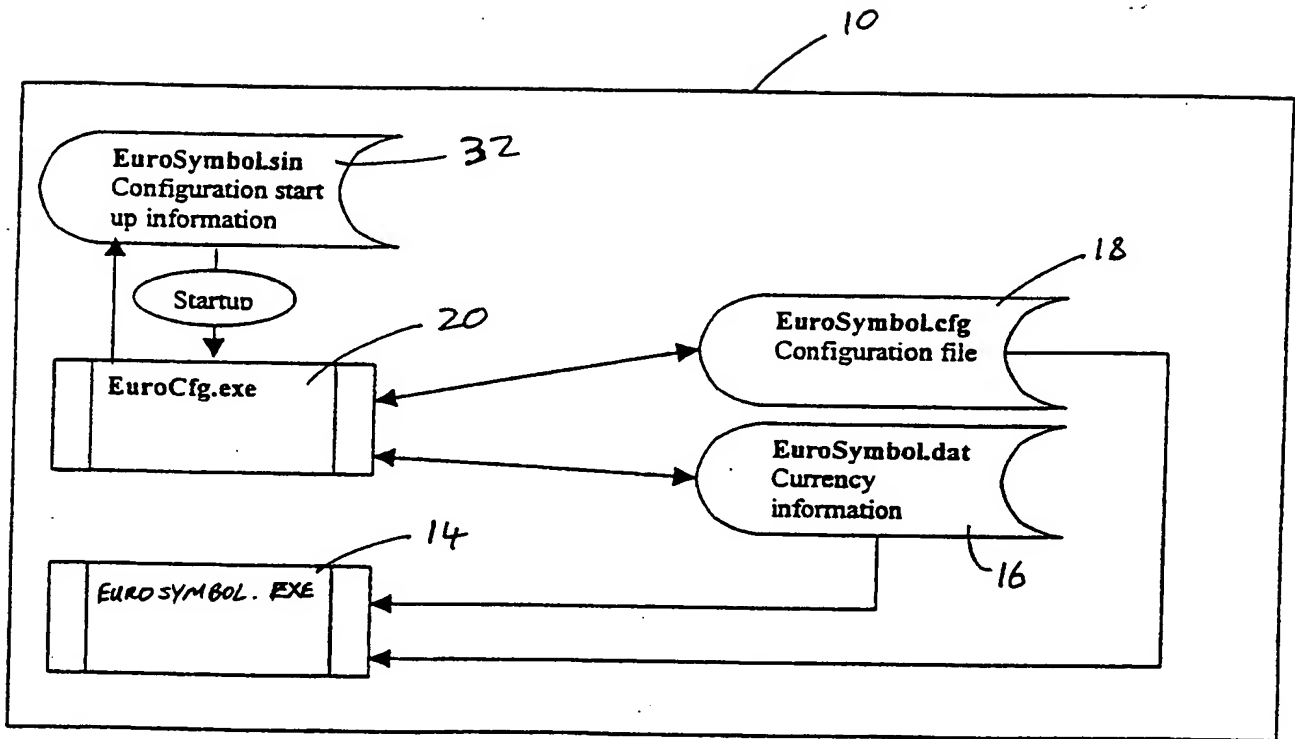 10
EuroSymbol.sin
Configuration start
up information
32
Startup
20
EuroCfg.exe
18
EuroSymbol.cfg
Configuration file
EuroSymbol.dat
Currency
information
16
14
EUROSYMBOL. EXE